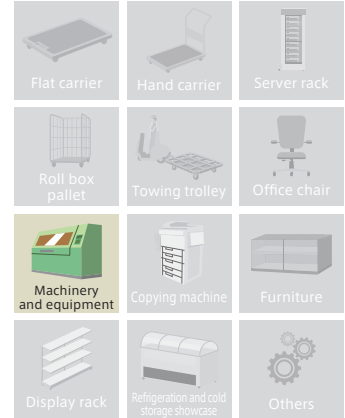 Flat carrier
Hand carrier
Server rack
Roll box
pallet
Towing trolley
Office chair
Machinery
and equipment
Copying machine
Furniture
Display rack
Refrigeration and cold
storage showcase
Others